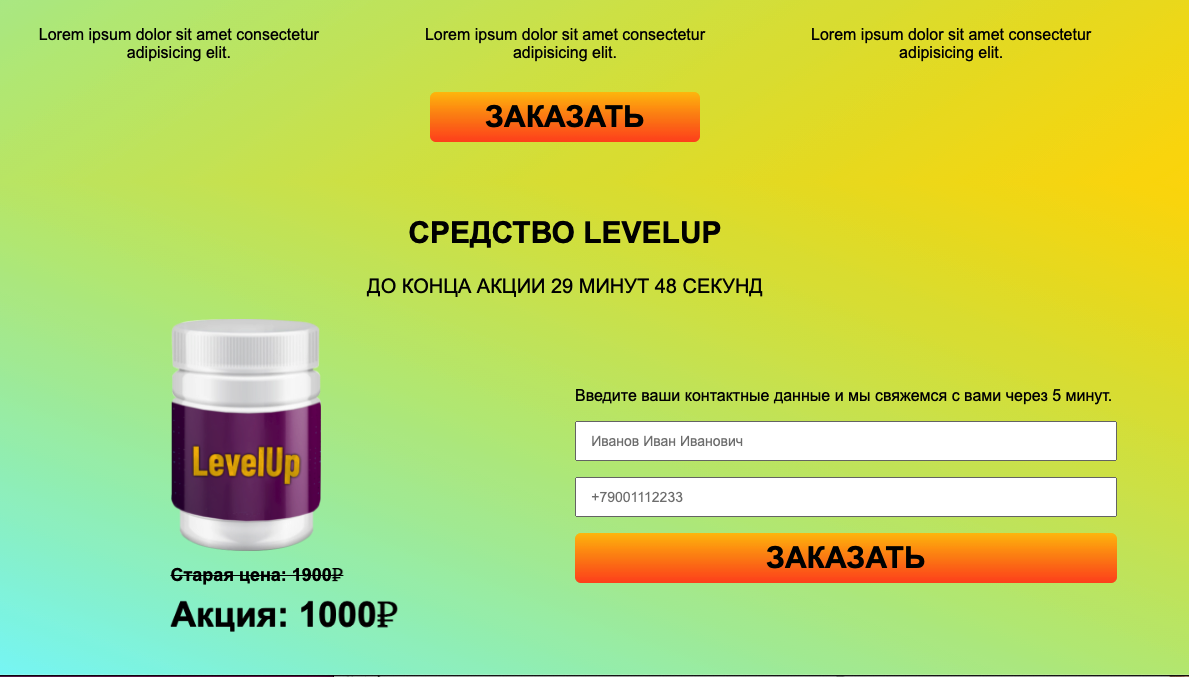 Lorem ipsum dolor sit amet consectetur
adipisicing elit.
Lorem ipsum dolor sit amet consectetur
adipisicing elit.
Lorem ipsum dolor sit amet consectetur
adipisicing elit.
ЗАКАЗАТЬ
СРЕДСТВО LEVELUP
ДО КОНЦА АКЦИИ 29 МИНУТ 48 СЕКУНД
LevelUp
Старая цена: 1900₽
Акция: 1000₽
Введите ваши контактные данные и мы свяжемся с вами через 5 минут.
Иванов Иван Иванович
+79001112233
ЗАКАЗАТЬ